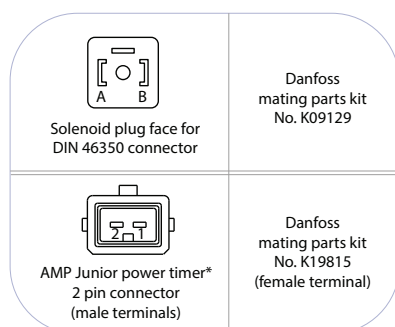 A B
Solenoid plug face for
DIN 46350 connector
Danfoss
mating parts kit
No. K09129
2 1
AMP Junior power timer*
2 pin connector
(male terminals)
Danfoss
mating parts kit
No. K19815
(female terminal)